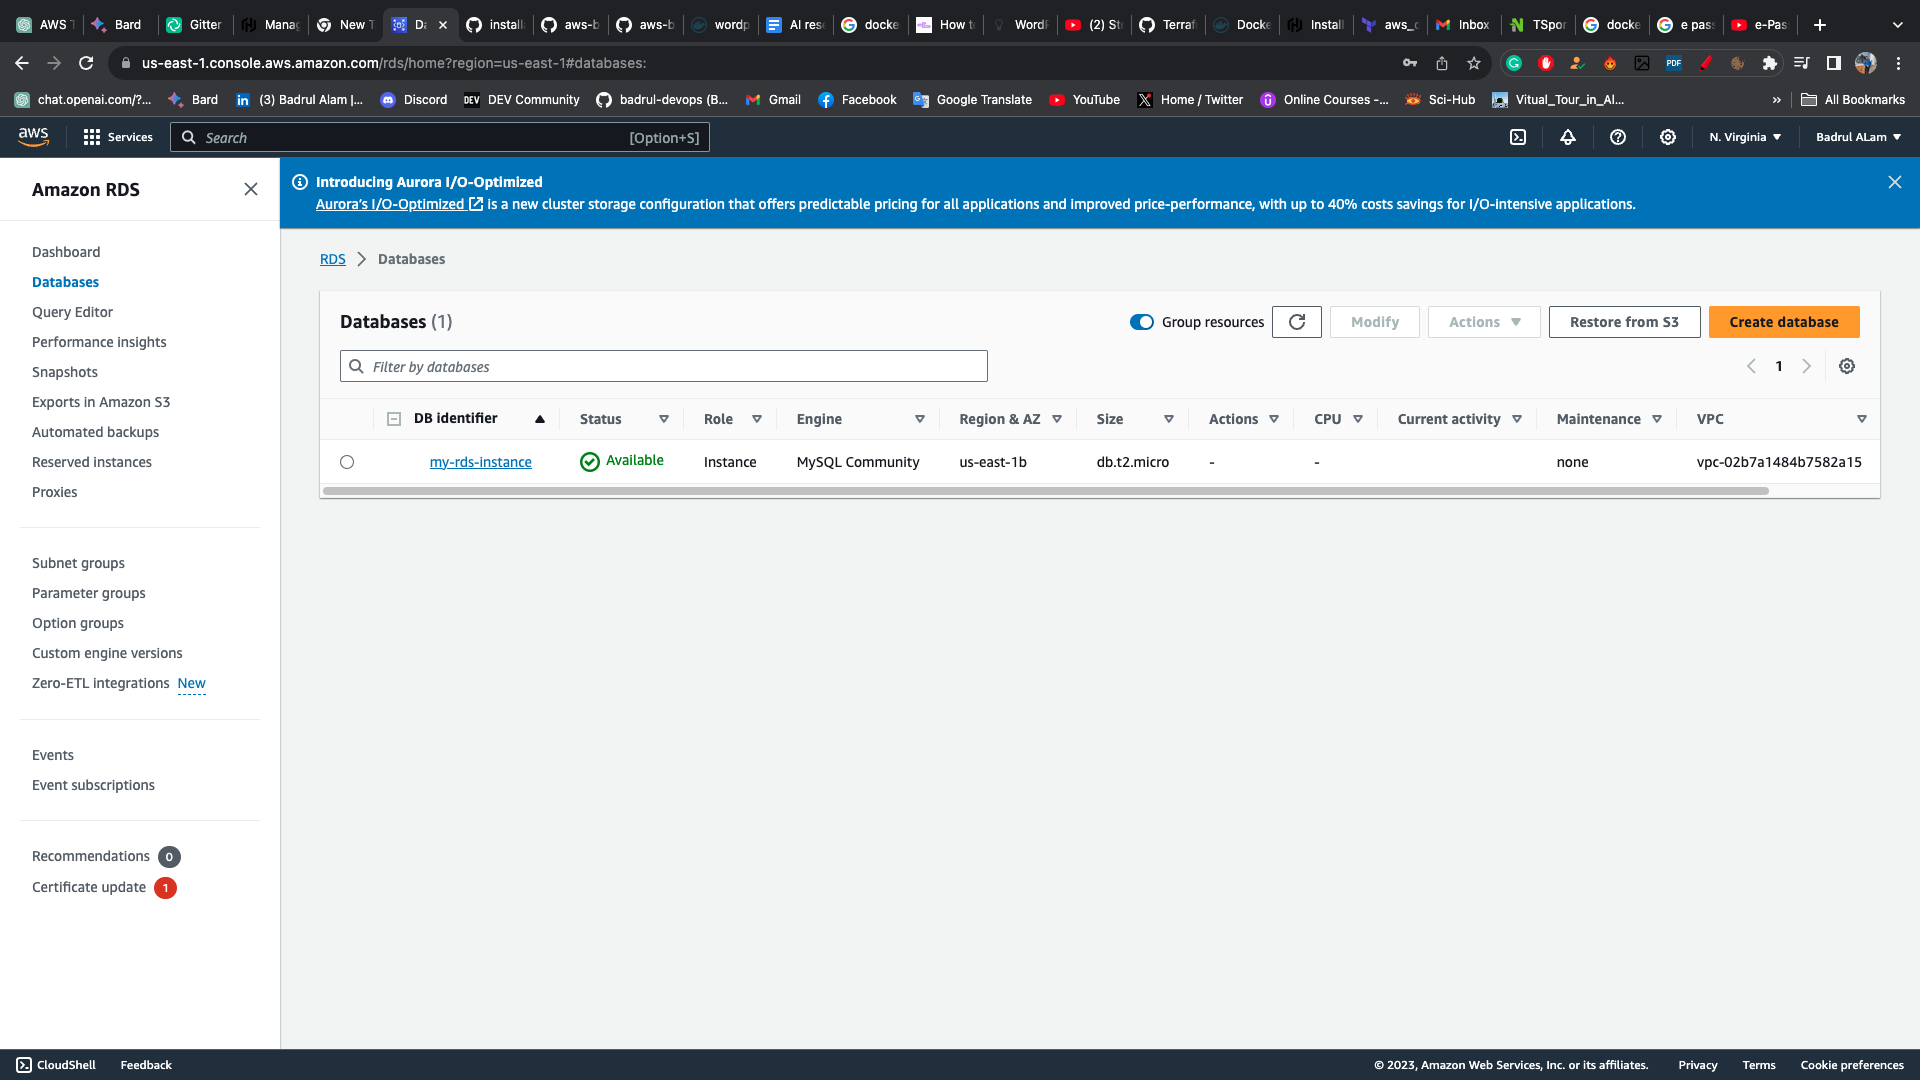 AWS T
Bard
Gitter
Manag
New T
Da
install
aws-b
aws-b
wordp
AI rese
docke
How to
WordP
(2) Ste
Terraf
Docke
Install
aws_d
Inbox
TSpor
docke
e pass
e-Pas
us-east-1.console.aws.amazon.com/rds/home?region=us-east-1#databases:
PDF
chat.openai.com/?...
Bard
(3) Badrul Alam |...
Discord
DEV Community
badrul-devops (B...
Gmail
Facebook
Google Translate
YouTube
Home / Twitter
Online Courses -...
Sci-Hub
Vitual_Tour_in_Al...
»
All Bookmarks
aws
Services
Search
[Option+S]
N. Virginia
Badrul ALam
Amazon RDS
Dashboard
Databases
Query Editor
Performance insights
Snapshots
Exports in Amazon S3
Automated backups
Reserved instances
Proxies
Subnet groups
Parameter groups
Option groups
Custom engine versions
Zero-ETL integrations New
Events
Event subscriptions
Recommendations 0
Certificate update 1
Introducing Aurora I/O-Optimized
Aurora's I/O-Optimized is a new cluster storage configuration that offers predictable pricing for all applications and improved price-performance, with up to 40% costs savings for I/O-intensive applications.
RDS > Databases
Databases (1)
Group resources
Modify
Actions
Restore from S3
Create database
Filter by databases
1
DB identifier
Status
Role
Engine
Region & AZ
Size
Actions
CPU
Current activity
Maintenance
VPC
my-rds-instance
Available
Instance
MySQL Community
us-east-1b
db.t2.micro
-
-
none
vpc-02b7a1484b7582a15
CloudShell
Feedback
© 2023, Amazon Web Services, Inc. or its affiliates.
Privacy
Terms
Cookie preferences